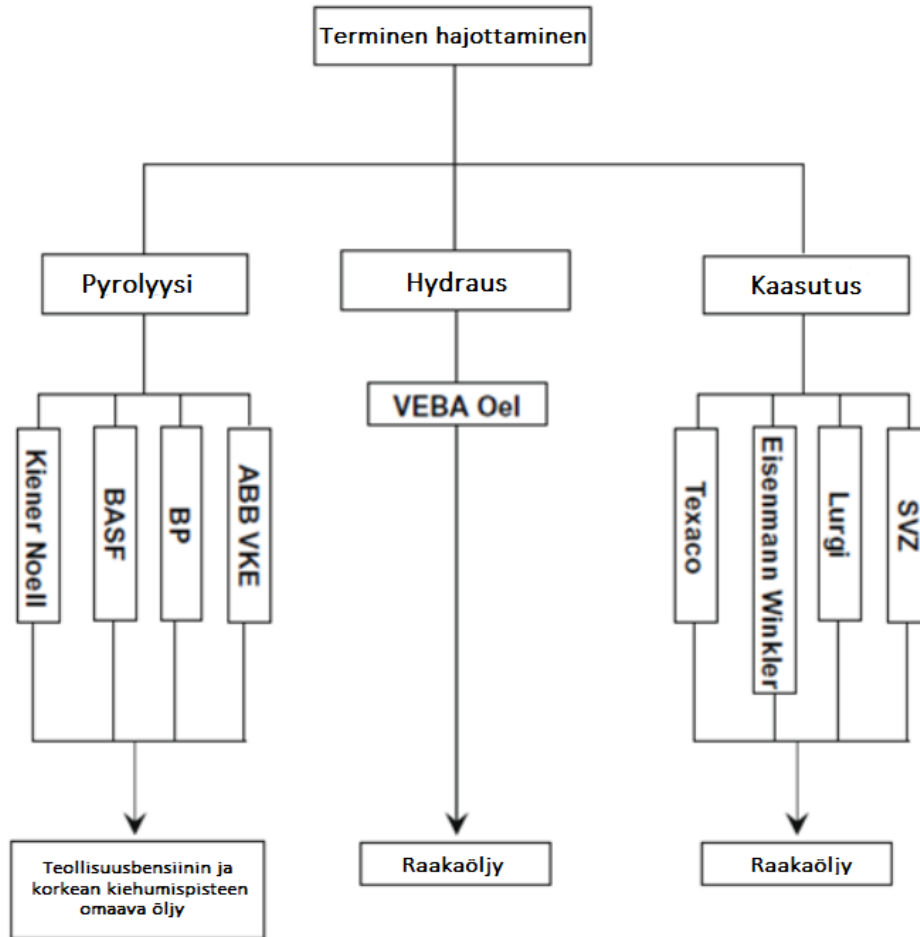 Terminen hajottaminen
Pyrolyysi
Hydraus
Kaasutus
VEBA Oel
Kiener Noell
BASF
BP
ABB VKE
Texaco
Eisenmann Winkler
Lurgi
SVZ
Teollisuusbensiinin ja
korkean kiehumispisteen
omaava öljy
Raakaöljy
Raakaöljy